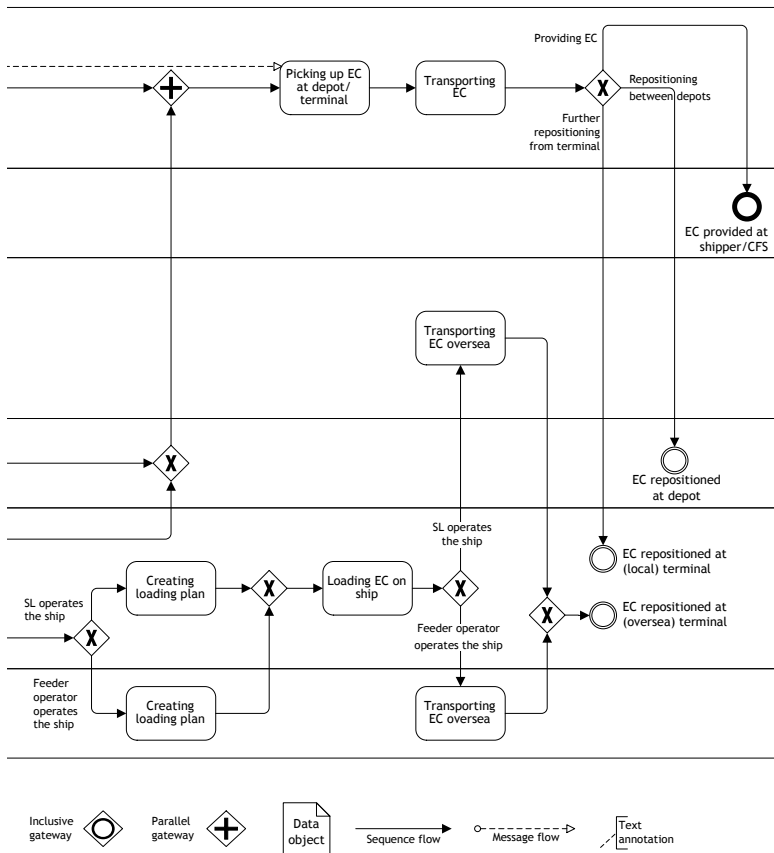 Providing EC
Picking up EC
at depot/
terminal
Transporting
EC
X
Repositioning
between depots
Further
repositioning
from terminal
EC provided at
shipper/CFS
Transporting
EC oversea
X
EC repositioned
at depot
SL operates
the ship
EC repositioned at
(local) terminal
Creating
loading plan
X
Loading EC on
ship
X
SL operates
the ship
X
X
EC repositioned at
(oversea) terminal
Feeder operator
operates the ship
Feeder
operator
operates
the ship
Creating
loading plan
Transporting
EC oversea
Inclusive
gateway
Parallel
gateway
Data
object
Sequence flow
Message flow
Text
annotation